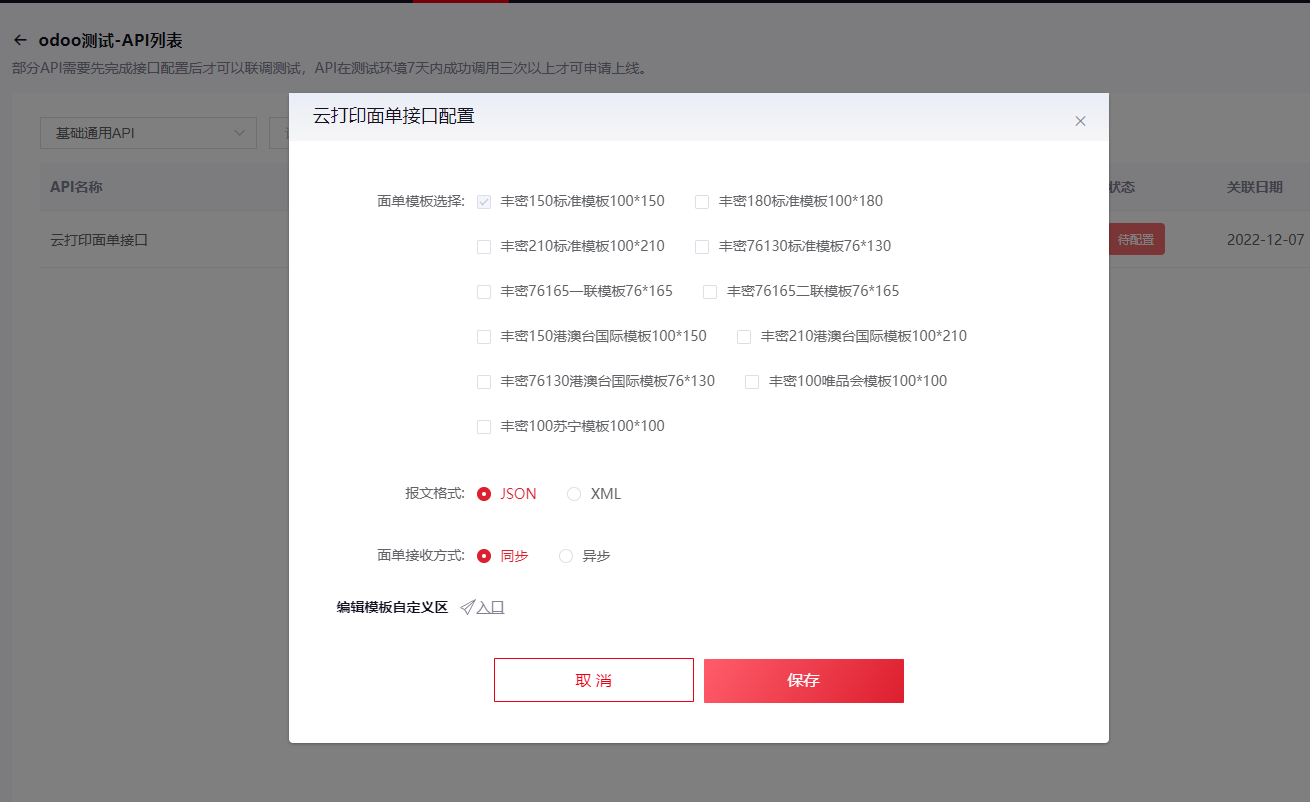 odoo测试-API列表
部分API需要先完成接口配置后才可以联调测试，API在测试环境7天内成功调用三次以上才可申请上线。
基础通用API
API名称
状态
关联日期
云打印面单接口
待配置
2022-12-07
云打印面单接口配置
面单模板选择: 丰密150标准模板100*150 丰密180标准模板100*180
丰密210标准模板100*210 丰密76130标准模板76*130
丰密76165一联模板76*165 丰密76165二联模板76*165
丰密150港澳台国际模板100*150 丰密210港澳台国际模板100*210
丰密76130港澳台国际模板76*130 丰密100唯品会模板100*100
丰密100苏宁模板100*100
报文格式: JSON XML
面单接收方式: 同步 异步
编辑模板自定义区 入口
取 消 保存